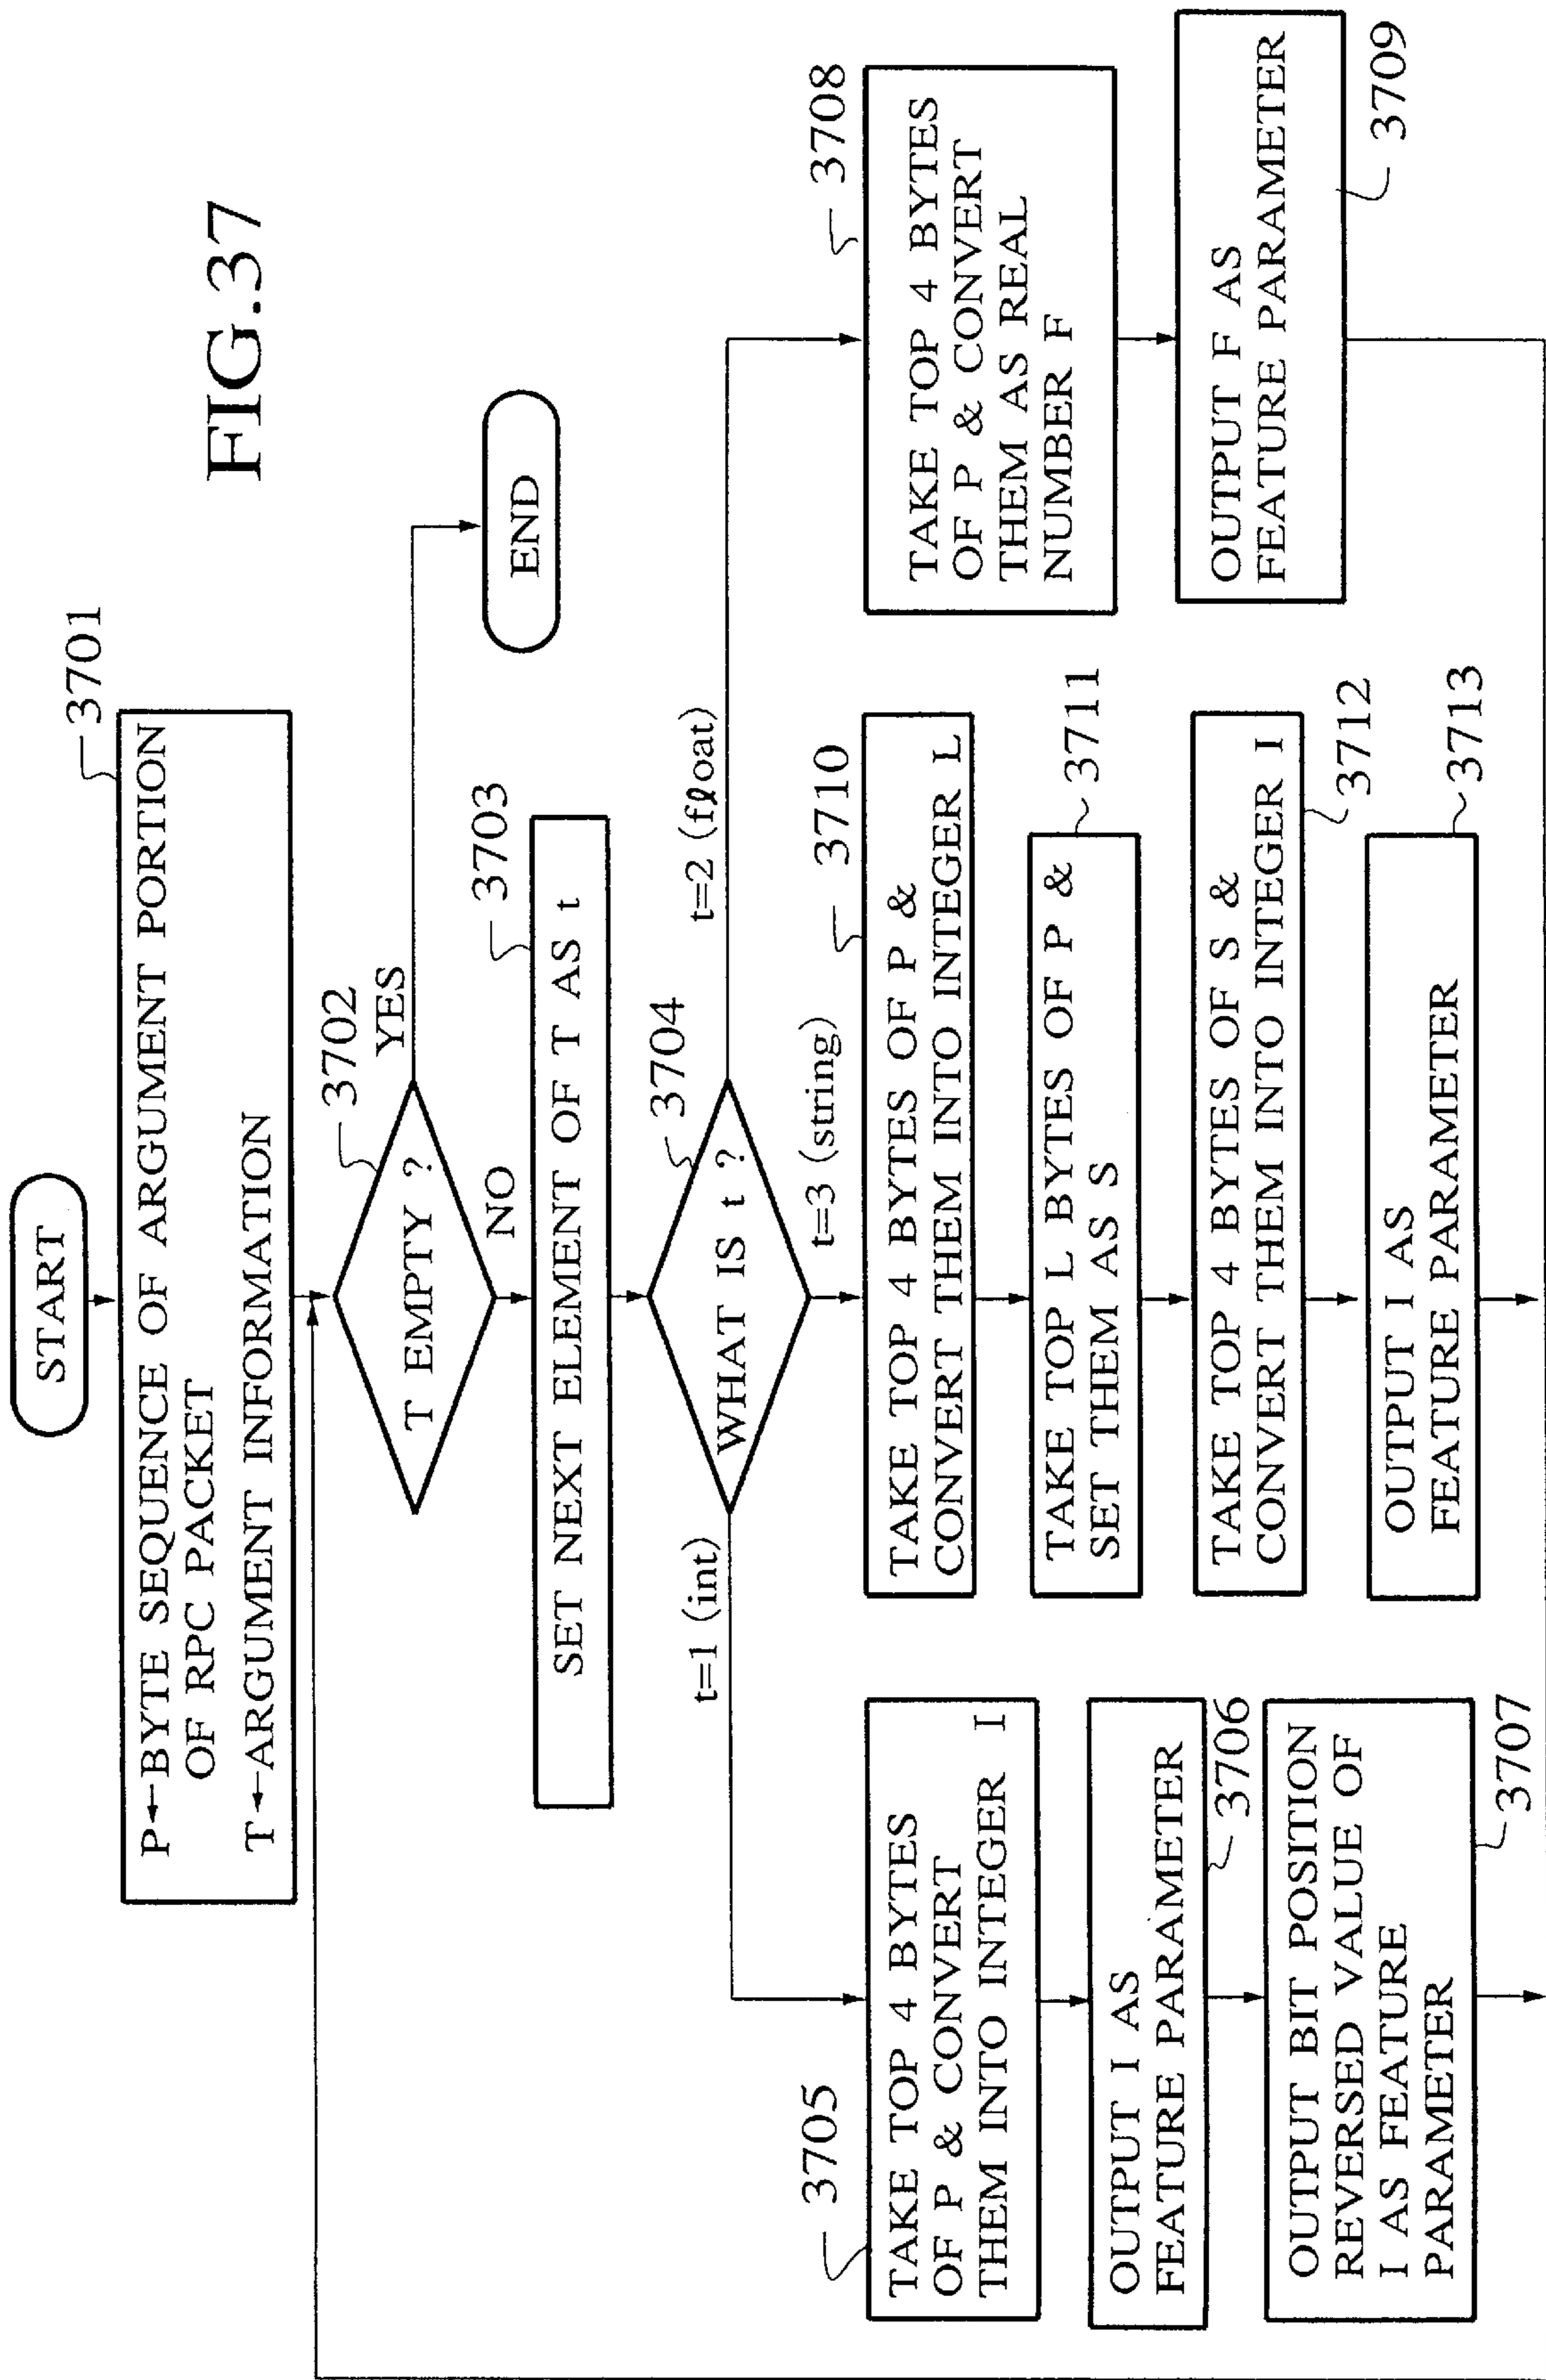 FIG.37
START
3701
P←BYTE SEQUENCE OF ARGUMENT PORTION
OF RPC PACKET
T←ARGUMENT INFORMATION
3702
T EMPTY ?
YES
NO
END
3703
SET NEXT ELEMENT OF T AS t
3704
WHAT IS t ?
t=1 (int)
t=3 (string)
t=2 (float)
3705
TAKE TOP 4 BYTES
OF P & CONVERT
THEM INTO INTEGER I
OUTPUT I AS
FEATURE PARAMETER
3706
OUTPUT BIT POSITION
REVERSED VALUE OF
I AS FEATURE
PARAMETER
3707
3710
TAKE TOP 4 BYTES OF P &
CONVERT THEM INTO INTEGER L
3711
TAKE TOP L BYTES OF P &
SET THEM AS S
TAKE TOP 4 BYTES OF S &
CONVERT THEM INTO INTEGER I
3712
OUTPUT I AS
FEATURE PARAMETER
3713
3708
TAKE TOP 4 BYTES
OF P & CONVERT
THEM AS REAL
NUMBER F
OUTPUT F AS
FEATURE PARAMETER
3709